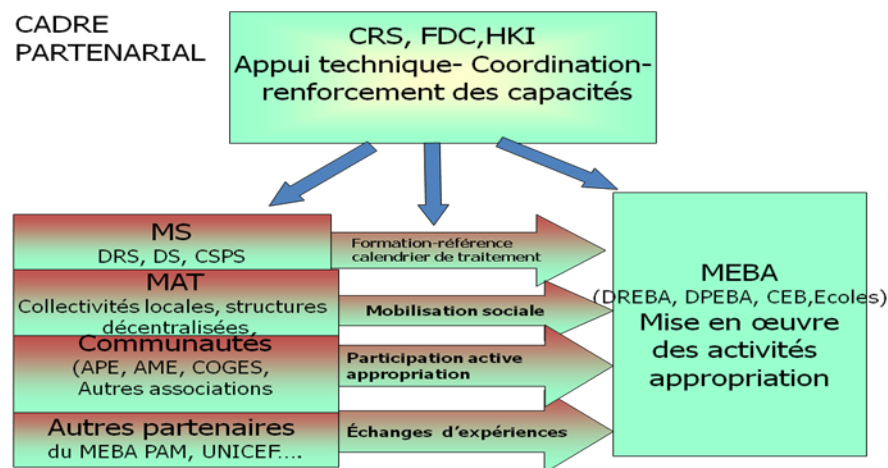 CADRE
PARTENARIAL
CRS, FDC,HKI
Appui technique- Coordination-
renforcement des capacités
MS
DRS, DS, CSPS
Formation-référence
calendrier de traitement
MAT
Collectivités locales, structures
décentralisées,
Mobilisation sociale
Communautés
(APE, AME, COGES,
Autres associations
Participation active
appropriation
Autres partenaires
du MEBA PAM, UNICEF....
Échanges d'expériences
MEBA
(DREBA, DPEBA, CEB,Ecoles)
Mise en œuvre
des activités
appropriation